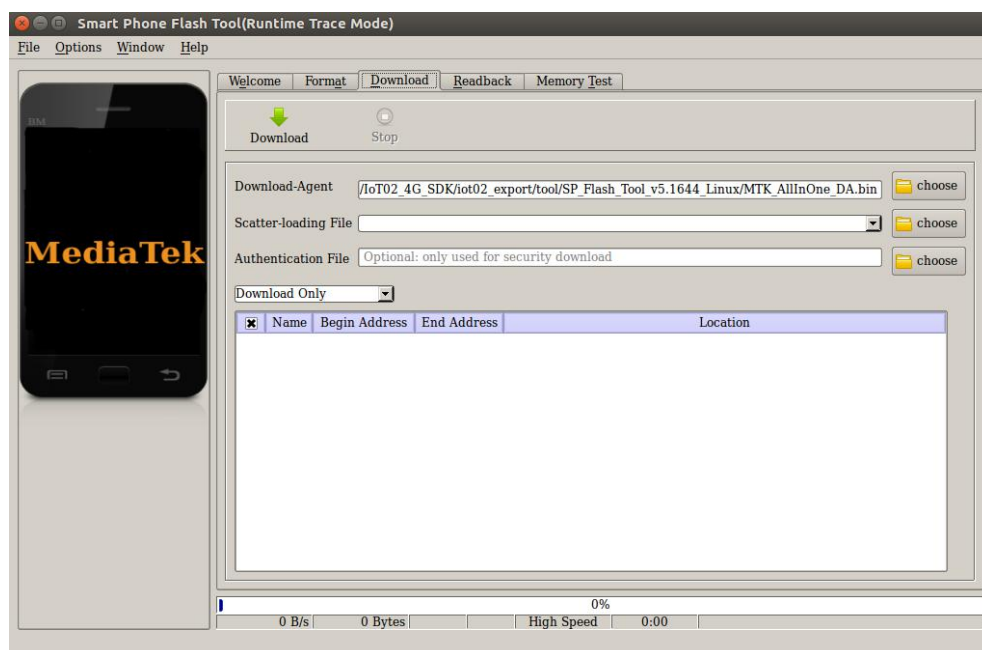 Smart Phone Flash Tool(Runtime Trace Mode)
File Options Window Help
Welcome Format Download Readback Memory Test
BM
Download Stop
Download-Agent /IoT02_4G_SDK/iot02_export/tool/SP_Flash_Tool_v5.1644_Linux/MTK_AllInOne_DA.bin choose
Scatter-loading File choose
MediaTek
Authentication File Optional: only used for security download choose
Download Only
Name Begin Address End Address Location
0%
0 B/s 0 Bytes High Speed 0:00